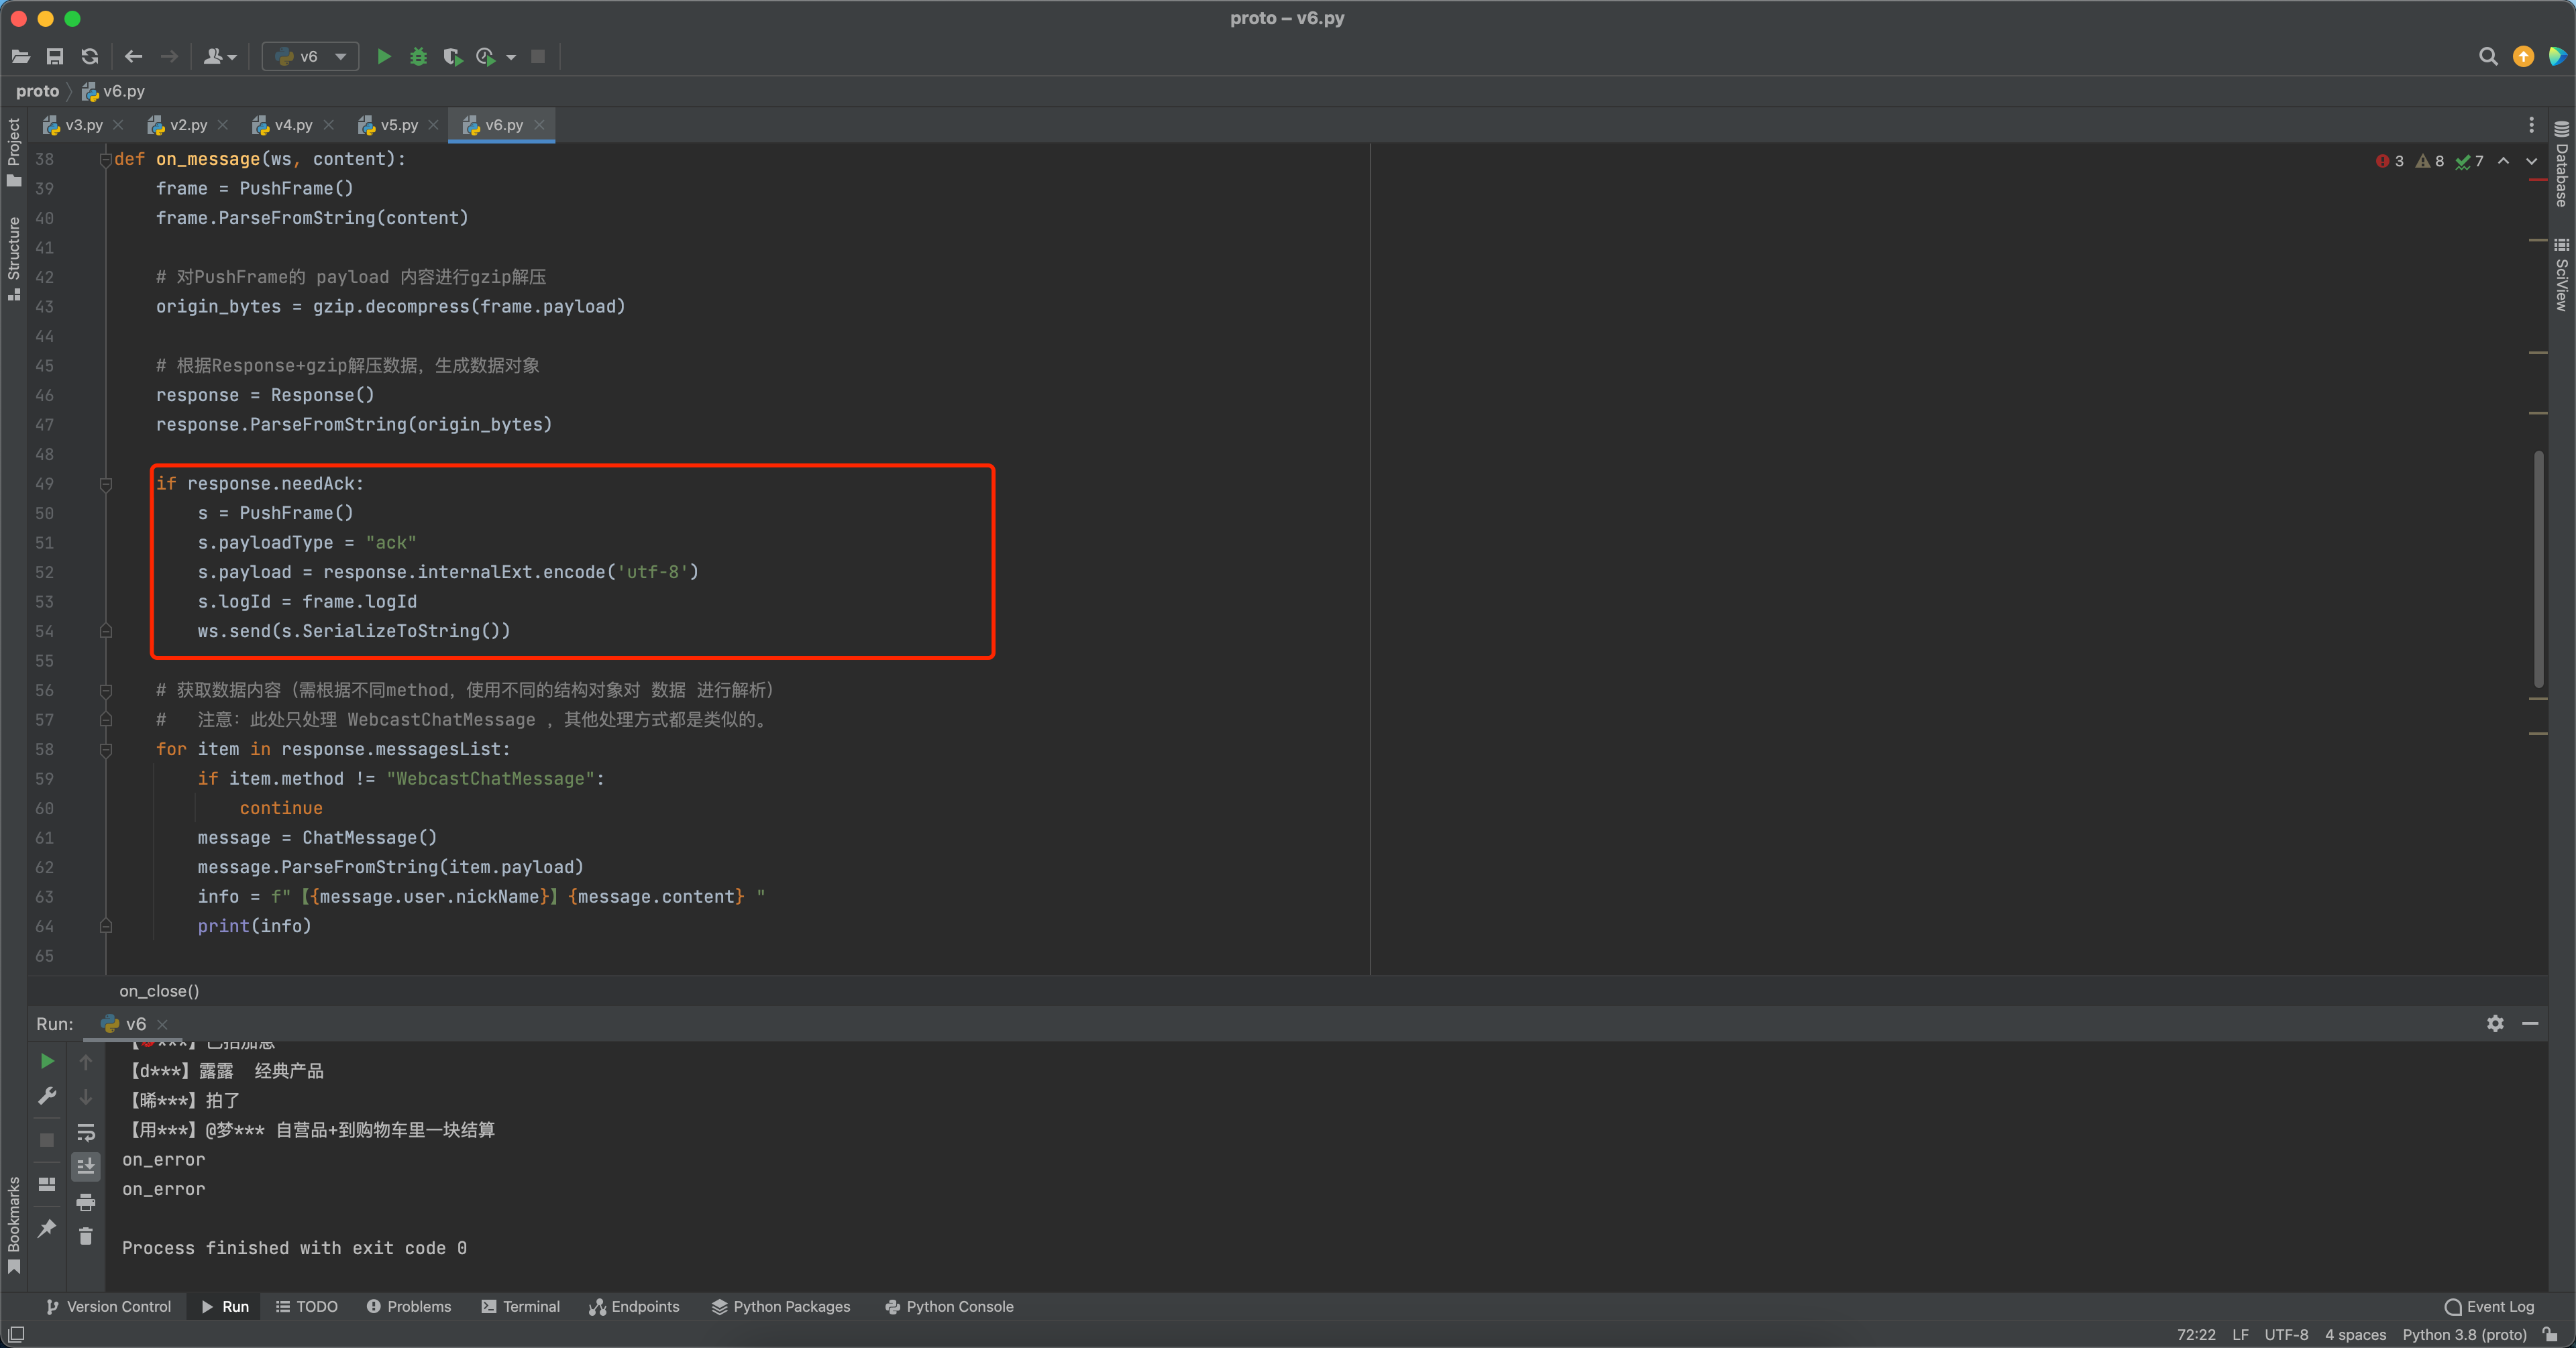 proto – v6.py
v6
proto
v6.py
v3.py
v2.py
v4.py
v5.py
v6.py
Project
Structure
Bookmarks
Database
SciView
3
8
7
38 def on_message(ws, content):
39 frame = PushFrame()
40 frame.ParseFromString(content)
41
42 # 对PushFrame的 payload 内容进行gzip解压
43 origin_bytes = gzip.decompress(frame.payload)
44
45 # 根据Response+gzip解压数据，生成数据对象
46 response = Response()
47 response.ParseFromString(origin_bytes)
48
49 if response.needAck:
50 s = PushFrame()
51 s.payloadType = "ack"
52 s.payload = response.internalExt.encode('utf-8')
53 s.logId = frame.logId
54 ws.send(s.SerializeToString())
55
56 # 获取数据内容（需根据不同method，使用不同的结构对象对 数据 进行解析）
57 # 注意：此处只处理 WebcastChatMessage ，其他处理方式都是类似的。
58 for item in response.messagesList:
59 if item.method != "WebcastChatMessage":
60 continue
61 message = ChatMessage()
62 message.ParseFromString(item.payload)
63 info = f"【{message.user.nickName}】{message.content} "
64 print(info)
65
on_close()
Run:
v6
【d***】露露 经典产品
【晞***】拍了
【用***】@梦*** 自营品+到购物车里一块结算
on_error
on_error
Process finished with exit code 0
Version Control
Run
TODO
Problems
Terminal
Endpoints
Python Packages
Python Console
Event Log
72:22
LF
UTF-8
4 spaces
Python 3.8 (proto)